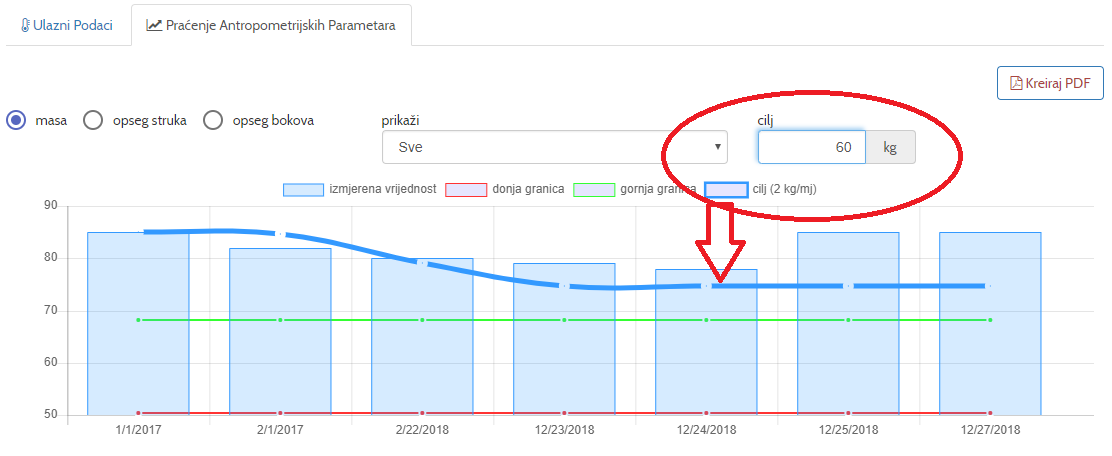 Ulazni Podaci
Praćenje Antropometrijskih Parametara
Kreiraj PDF
masa
opseg struka
opseg bokova
prikaži
Sve
cilj
60 kg
izmjerena vrijednost
donja granica
gornja granica
cilj (2 kg/mj)
90
80
70
60
50
1/1/2017
2/1/2017
2/22/2018
12/23/2018
12/24/2018
12/25/2018
12/27/2018